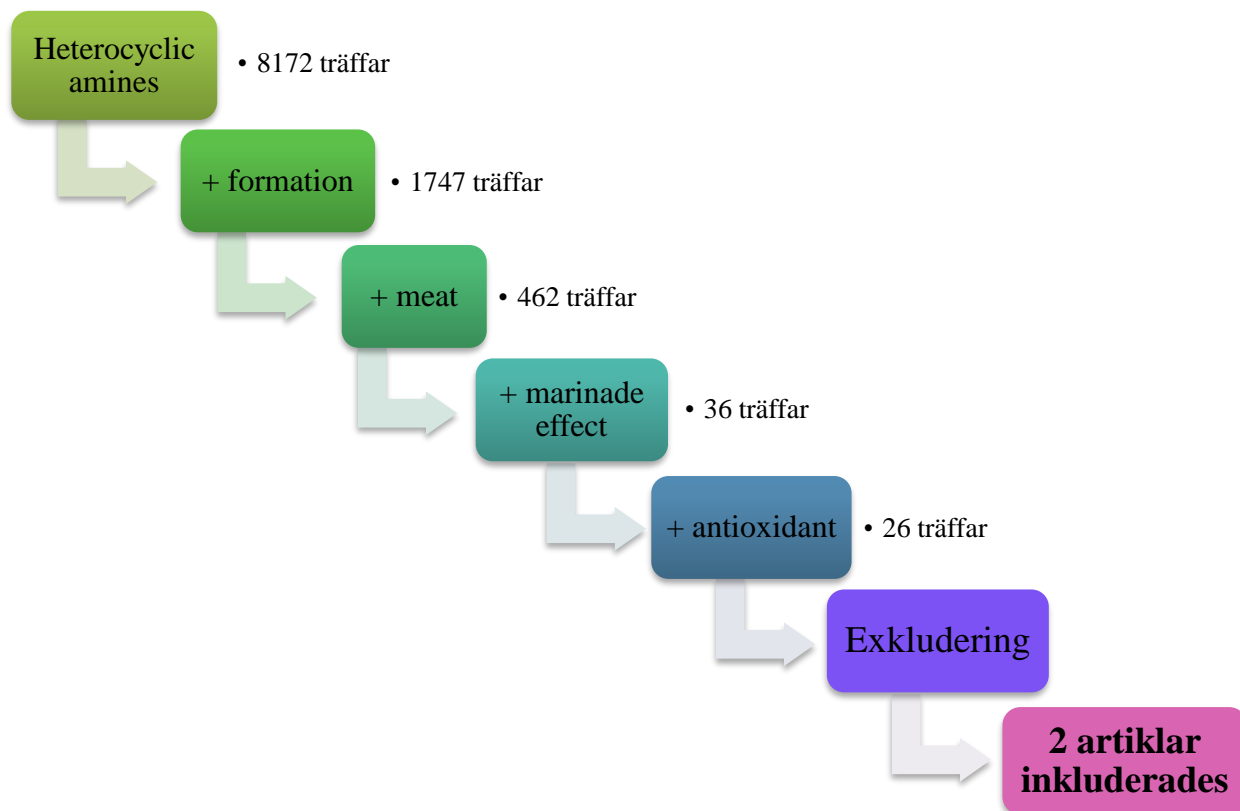 Heterocyclic
amines
• 8172 träffar
+ formation
• 1747 träffar
+ meat
• 462 träffar
+ marinade
effect
• 36 träffar
+ antioxidant
• 26 träffar
Exkludering
2 artiklar
inkluderades